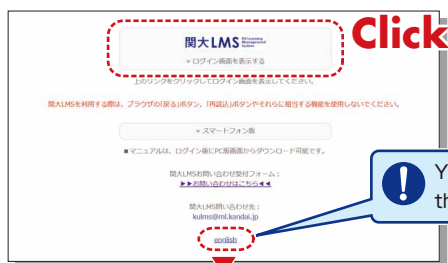 関大LMS KU Learning Management System
Click
» ログイン画面を表示する
上のリンクをクリックしてログイン画面を表示してください。
関大LMSを利用する際は、ブラウザの「戻る」ボタン、「再読込」ボタンやそれらに相当する機能を使用しないでください。
» スマートフォン版
■マニュアルは、ログイン後にPC版画面からダウンロード可能です。
関大LMSお問い合わせ受付フォーム：
▶▶お問い合わせはこちら◀◀
関大LMS問い合わせ先：
kulms@ml.kandai.jp
english
Y
th